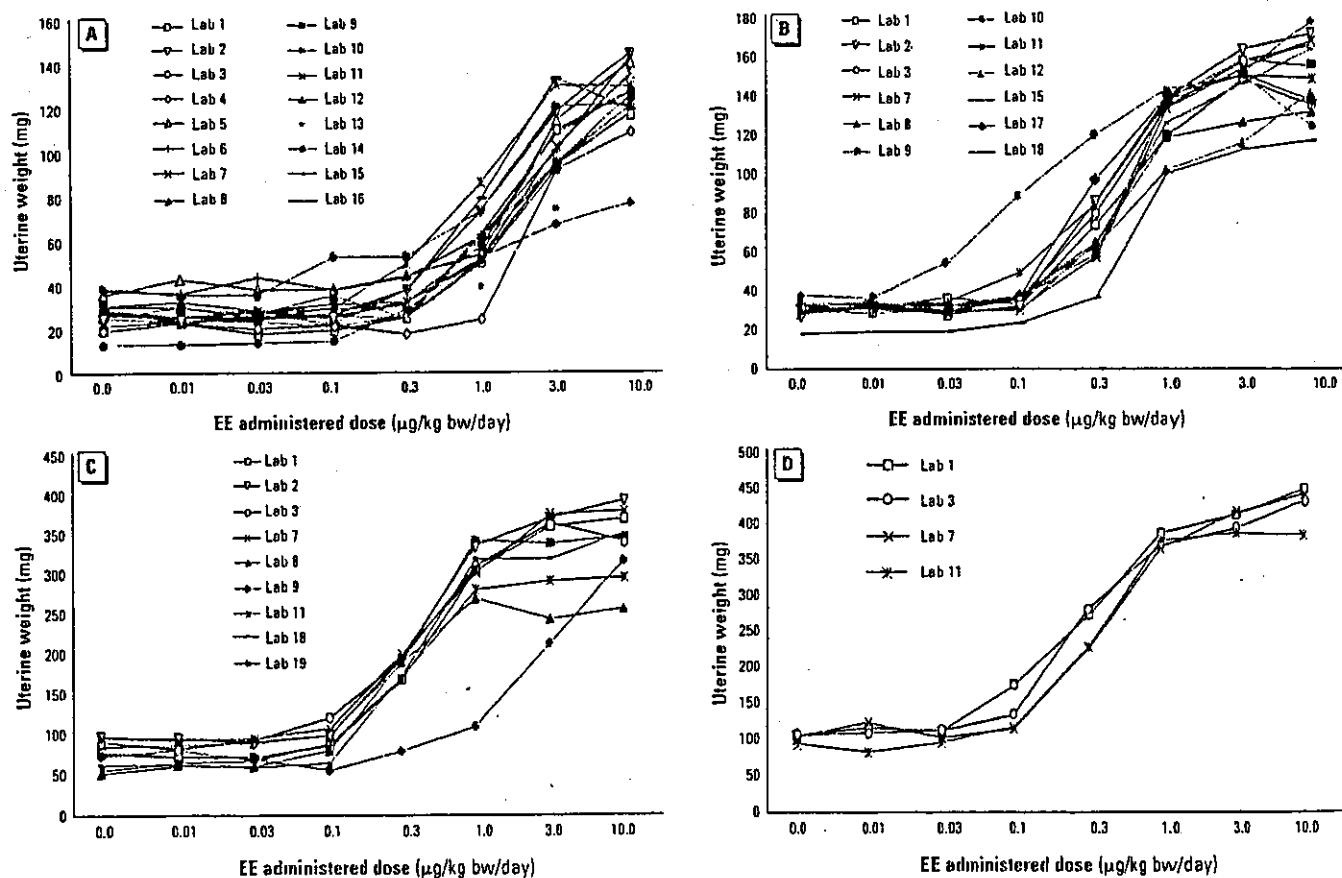 A
Uterine weight (mg)
160
140
120
100
80
60
40
20
0
Lab 1
Lab 2
Lab 3
Lab 4
Lab 5
Lab 6
Lab 7
Lab 8
Lab 9
Lab 10
Lab 11
Lab 12
Lab 13
Lab 14
Lab 15
Lab 16
0.0 0.01 0.03 0.1 0.3 1.0 3.0 10.0
EE administered dose (µg/kg bw/day)
B
Uterine weight (mg)
180
160
140
120
100
80
60
40
20
0
Lab 1
Lab 2
Lab 3
Lab 7
Lab 8
Lab 9
Lab 10
Lab 11
Lab 12
Lab 15
Lab 17
Lab 18
0.0 0.01 0.03 0.1 0.3 1.0 3.0 10.0
EE administered dose (µg/kg bw/day)
C
Uterine weight (mg)
450
400
350
300
250
200
150
100
50
0
Lab 1
Lab 2
Lab 3
Lab 7
Lab 8
Lab 9
Lab 11
Lab 18
Lab 19
0.0 0.01 0.03 0.1 0.3 1.0 3.0 10.0
EE administered dose (µg/kg bw/day)
D
Uterine weight (mg)
500
450
400
350
300
250
200
150
100
50
0
Lab 1
Lab 3
Lab 7
Lab 11
0.0 0.01 0.03 0.1 0.3 1.0 3.0 10.0
EE administered dose (µg/kg bw/day)